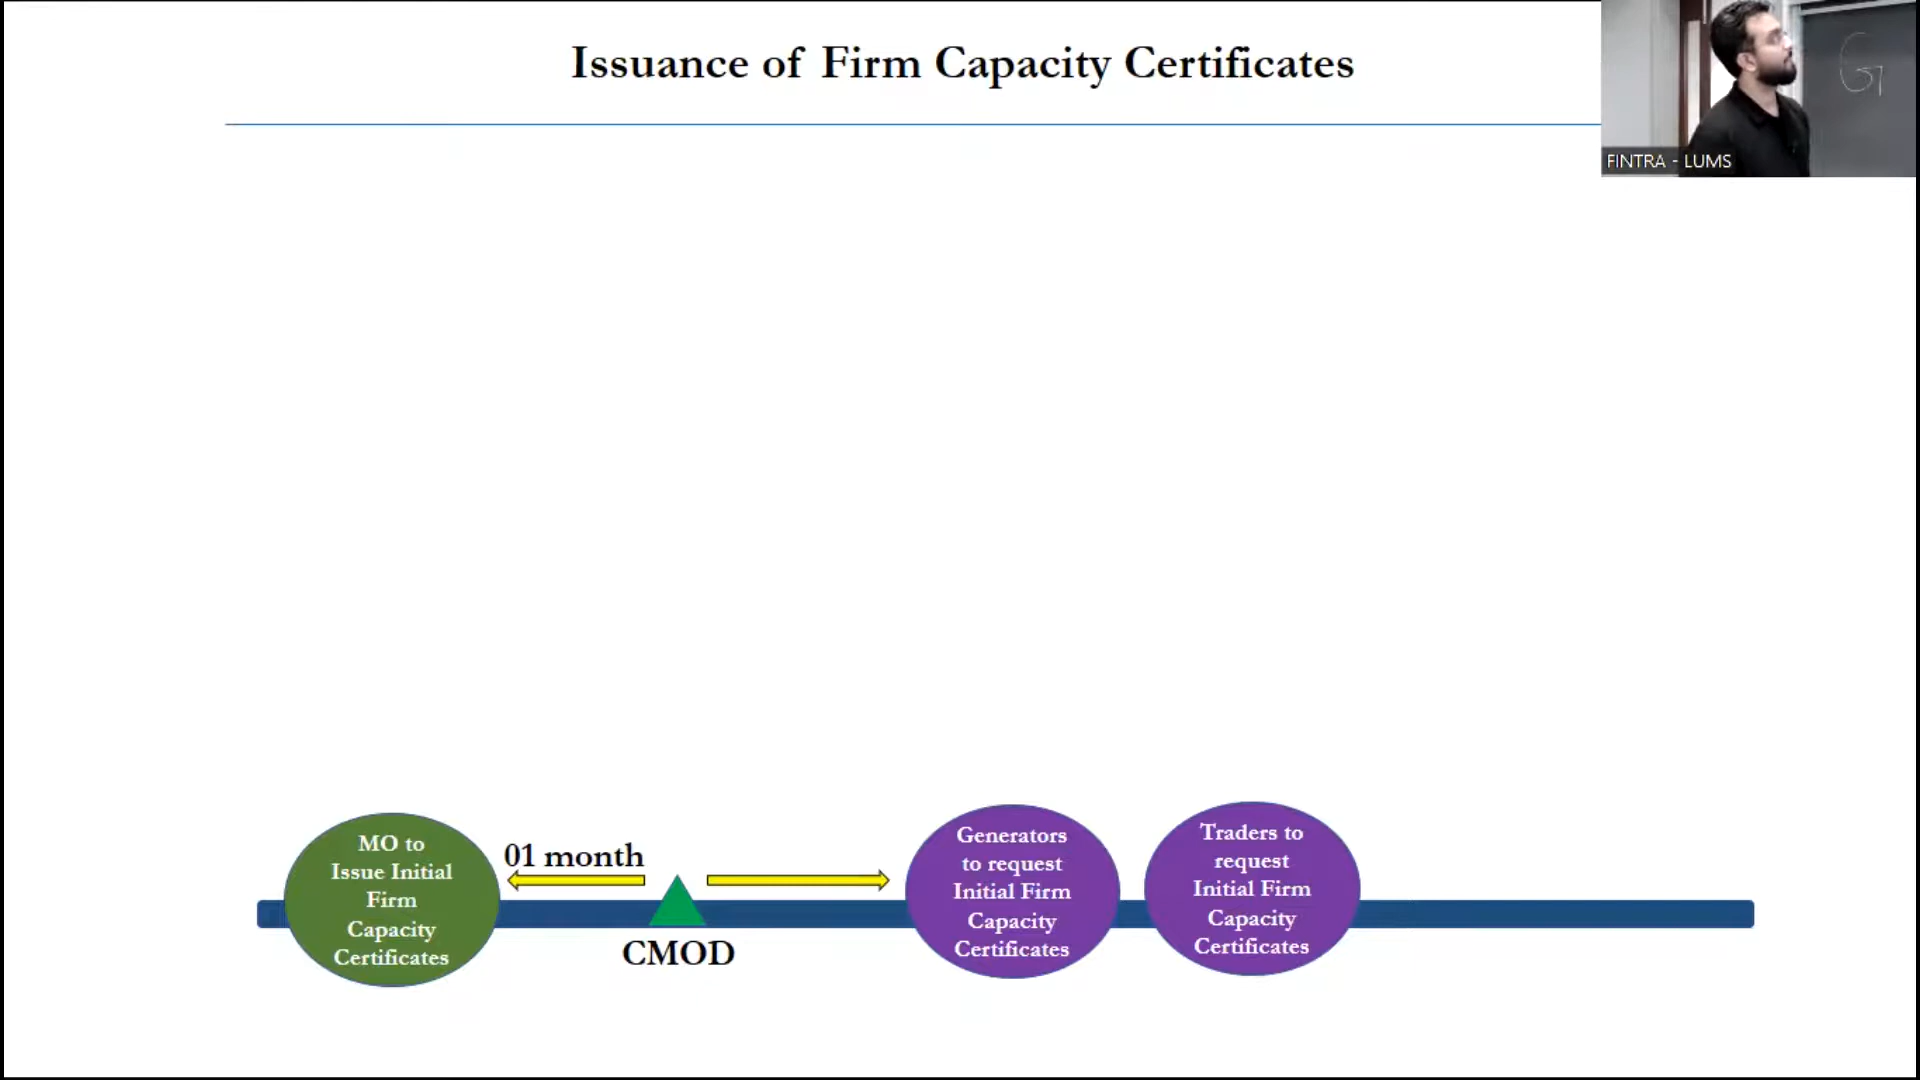 Issuance of Firm Capacity Certificates
G
FINTRA - LUMS
MO to
Issue Initial
Firm
Capacity
Certificates
01 month
CMOD
Generators
to request
Initial Firm
Capacity
Certificates
Traders to
request
Initial Firm
Capacity
Certificates